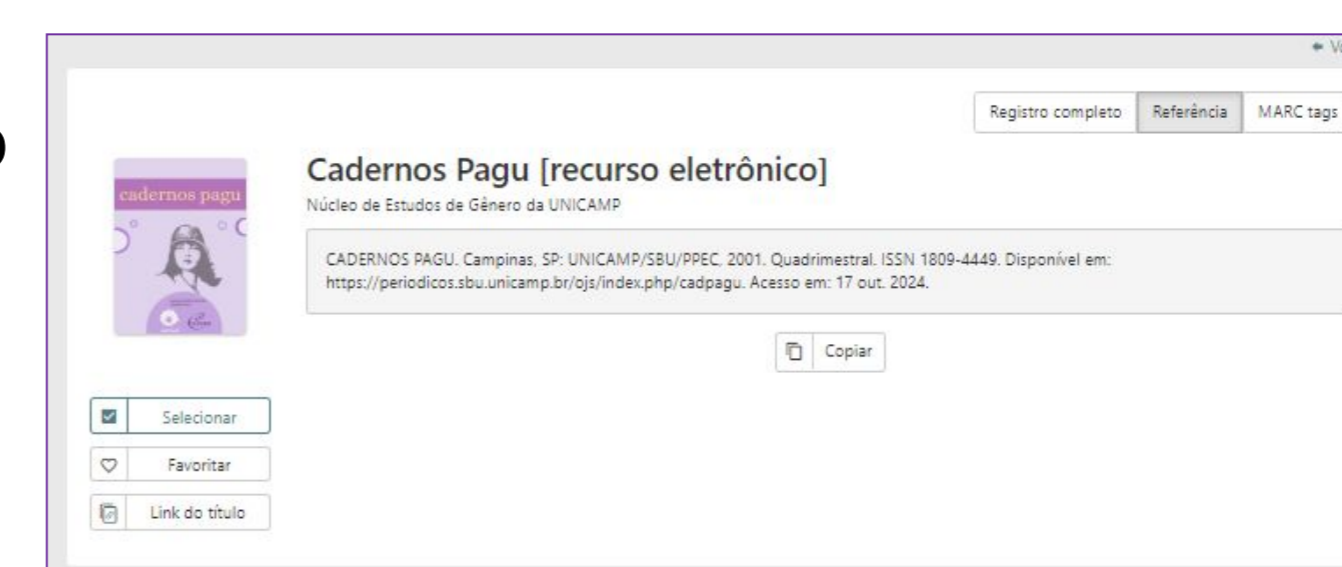 Registro completo Referência MARC tags
cadernos pagu
Cadernos Pagu [recurso eletrônico]
Núcleo de Estudos de Gênero da UNICAMP
CADERNOS PAGU. Campinas, SP: UNICAMP/SBU/PPEC, 2001. Quadrimestral. ISSN 1809-4449. Disponível em:
https://periodicos.sbu.unicamp.br/ojs/index.php/cadpagu. Acesso em: 17 out. 2024.
Copiar
Selecionar
Favoritar
Link do título